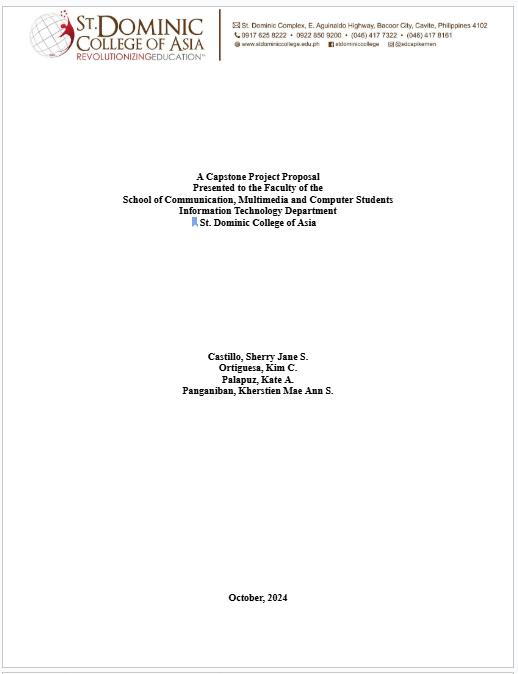 ST. DOMINIC
COLLEGE OF ASIA
REVOLUTIONIZINGEDUCATION
St. Dominic Complex, E. Aguinaldo Highway, Bacoor City, Cavite, Philippines 4102
0917 625 8222 • 0922 850 9200 • (046) 417 7322 • (046) 417 8161
www.stdominiccollege.edu.ph stdominiccollege @sdcapikemen
A Capstone Project Proposal
Presented to the Faculty of the
School of Communication, Multimedia and Computer Students
Information Technology Department
St. Dominic College of Asia
Castillo, Sherry Jane S.
Ortiguesa, Kim C.
Palapuz, Kate A.
Panganiban, Kherstien Mae Ann S.
October, 2024